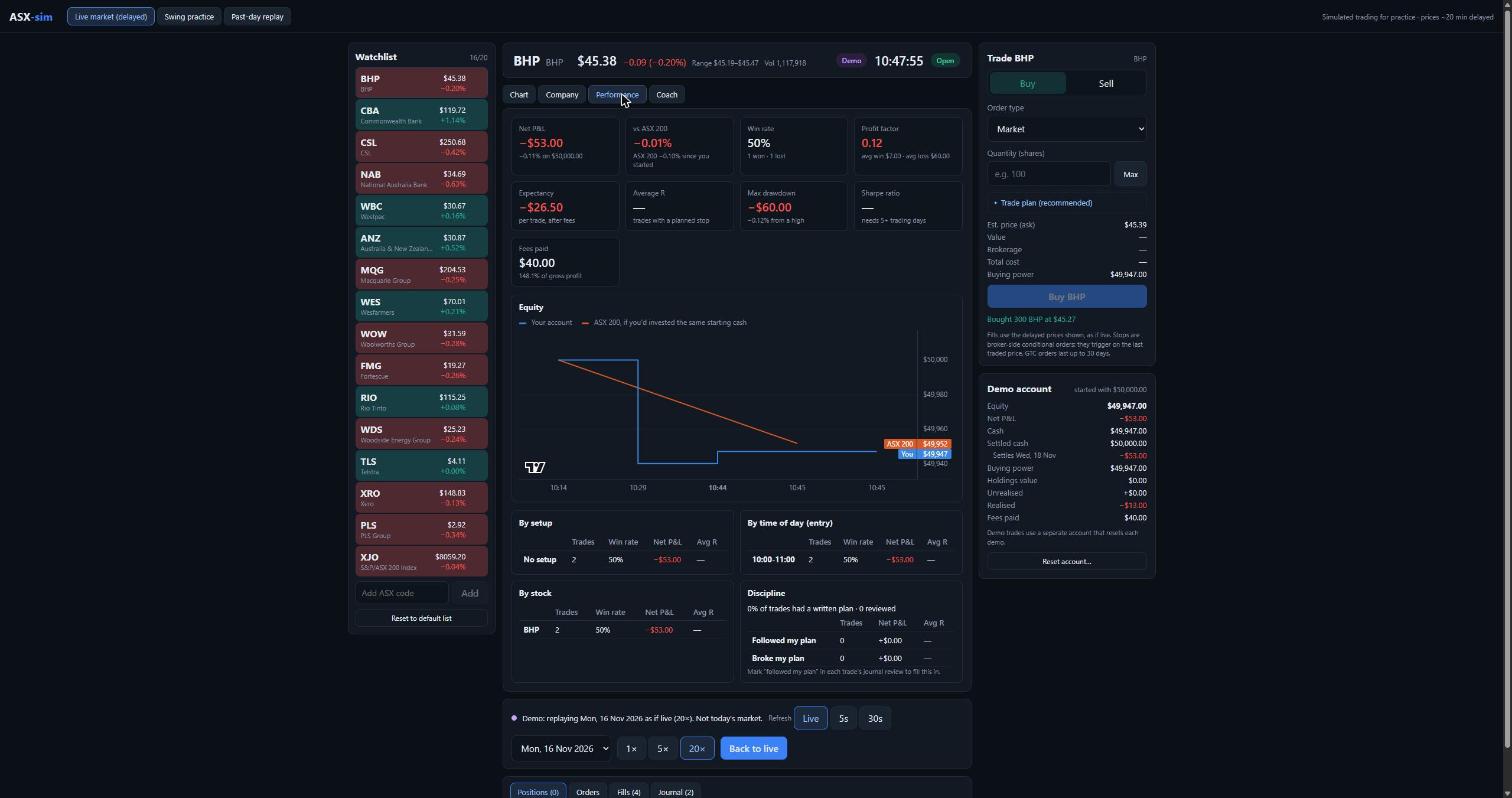 ASX-sim Live market (delayed) Swing practice Past-day replay Simulated trading for practice · prices ~20 min delayed
Watchlist 16/20
BHP $45.38
BHP −0.20%
CBA $119.72
Commonwealth Bank +1.14%
CSL $250.68
CSL −0.42%
NAB $34.69
National Australia Bank −0.63%
WBC $30.67
Westpac +0.16%
ANZ $30.87
Australia & New Zealan... +0.52%
MQG $204.53
Macquarie Group −0.25%
WES $70.01
Wesfarmers +0.21%
WOW $31.59
Woolworths Group −0.28%
FMG $19.27
Fortescue −0.26%
RIO $115.25
Rio Tinto +0.08%
WDS $25.23
Woodside Energy Group −0.24%
TLS $4.11
Telstra +0.00%
XRO $148.83
Xero −0.13%
PLS $2.92
PLS Group −0.34%
XJO $8059.20
S&P/ASX 200 Index −0.04%
Add ASX code Add
Reset to default list
BHP BHP $45.38 −0.09 (−0.20%) Range $45.19–$45.47 Vol 1,117,918 Demo 10:47:55 Open
Chart Company Performance Coach
Net P&L
−$53.00
−0.11% on $50,000.00
vs ASX 200
−0.01%
ASX 200 −0.10% since you
started
Win rate
50%
1 won · 1 lost
Profit factor
0.12
avg win $7.00 · avg loss $60.00
Expectancy
−$26.50
per trade, after fees
Average R
—
trades with a planned stop
Max drawdown
−$60.00
−0.12% from a high
Sharpe ratio
—
needs 5+ trading days
Fees paid
$40.00
148.1% of gross profit
Equity
Your account ASX 200, if you'd invested the same starting cash
$50,000
$49,980
$49,960
ASX 200 $49,952
You $49,947
$49,940
10:14 10:29 10:44 10:45 10:45
By setup
Trades Win rate Net P&L Avg R
No setup 2 50% −$53.00 —
By time of day (entry)
Trades Win rate Net P&L Avg R
10:00-11:00 2 50% −$53.00 —
By stock
Trades Win rate Net P&L Avg R
BHP 2 50% −$53.00 —
Discipline
0% of trades had a written plan · 0 reviewed
Trades Net P&L Avg R
Followed my plan 0 +$0.00 —
Broke my plan 0 +$0.00 —
Mark "followed my plan" in each trade's journal review to fill this in.
Demo: replaying Mon, 16 Nov 2026 as if live (20×). Not today's market. Refresh Live 5s 30s
Mon, 16 Nov 2026 1× 5× 20× Back to live
Positions (0) Orders Fills (4) Journal (2)
Trade BHP BHP
Buy Sell
Order type
Market
Quantity (shares)
e.g. 100 Max
Trade plan (recommended)
Est. price (ask) $45.39
Value —
Brokerage —
Total cost —
Buying power $49,947.00
Buy BHP
Bought 300 BHP at $45.27
Fills use the delayed prices shown, as if live. Stops are
broker-side conditional orders: they trigger on the last
traded price. GTC orders last up to 30 days.
Demo account started with $50,000.00
Equity $49,947.00
Net P&L −$53.00
Cash $49,947.00
Settled cash $50,000.00
Settles Wed, 18 Nov −$53.00
Buying power $49,947.00
Holdings value $0.00
Unrealised +$0.00
Realised −$13.00
Fees paid $40.00
Demo trades use a separate account that resets each
demo.
Reset account...